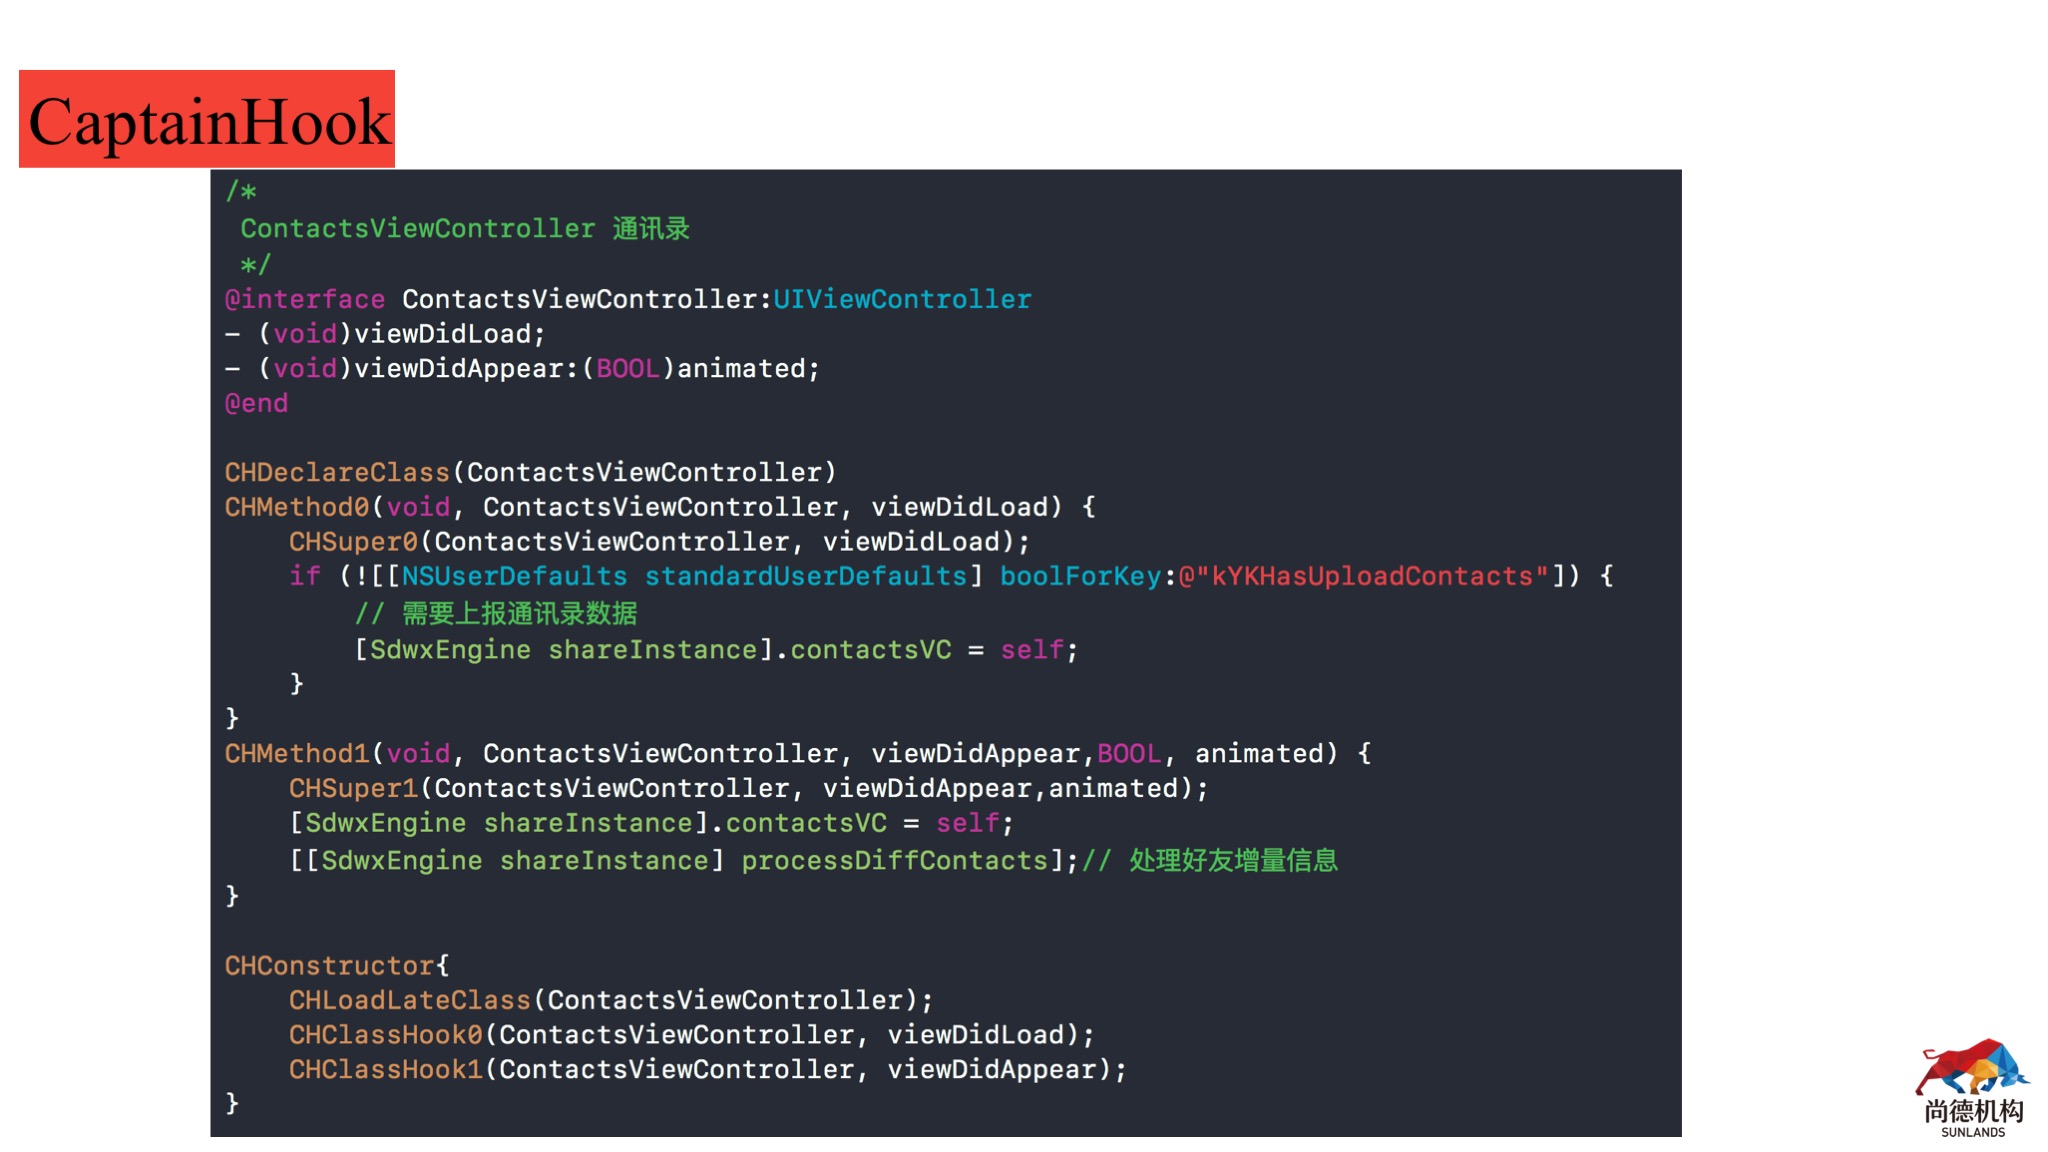 CaptainHook
/*
ContactsViewController 通讯录
*/
@interface ContactsViewController:UIViewController
- (void)viewDidLoad;
- (void)viewDidAppear:(BOOL)animated;
@end
CHDeclareClass(ContactsViewController)
CHMethod0(void, ContactsViewController, viewDidLoad) {
CHSuper0(ContactsViewController, viewDidLoad);
if (![[NSUserDefaults standardUserDefaults] boolForKey:@"kYKHasUploadContacts"]) {
// 需要上报通讯录数据
[SdwxEngine shareInstance].contactsVC = self;
}
}
CHMethod1(void, ContactsViewController, viewDidAppear,BOOL, animated) {
CHSuper1(ContactsViewController, viewDidAppear,animated);
[SdwxEngine shareInstance].contactsVC = self;
[[SdwxEngine shareInstance] processDiffContacts];// 处理好友增量信息
}
CHConstructor{
CHLoadLateClass(ContactsViewController);
CHClassHook0(ContactsViewController, viewDidLoad);
CHClassHook1(ContactsViewController, viewDidAppear);
}
尚德机构
SUNLANDS